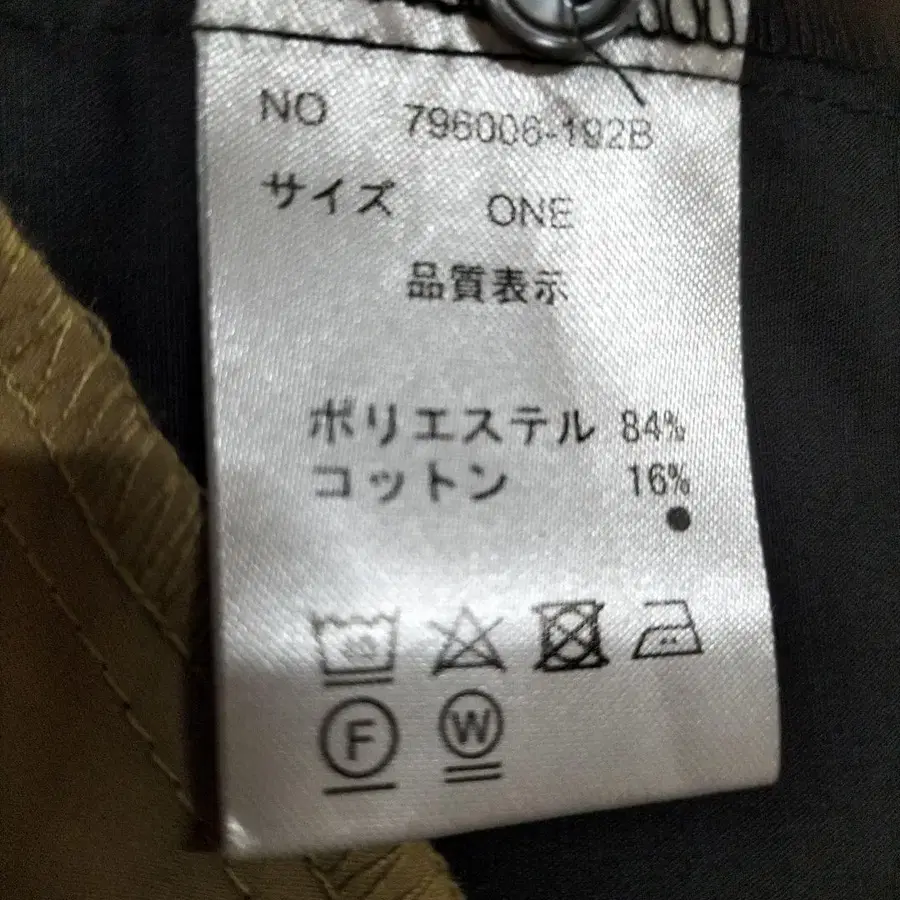 NO 796006-192B
サイズ ONE
品質表示
ポリエステル 84%
コットン 16%
F W